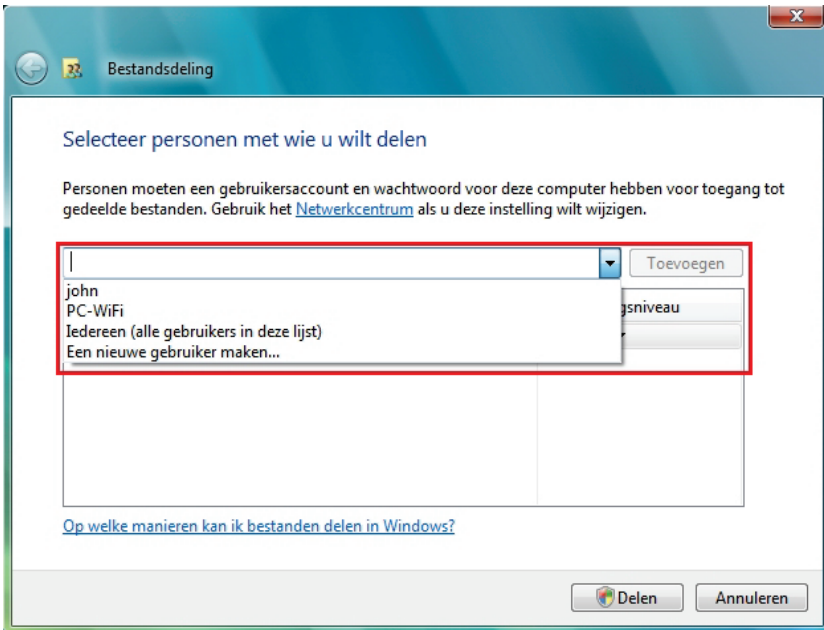 Bestandsdeling
Selecteer personen met wie u wilt delen
Personen moeten een gebruikersaccount en wachtwoord voor deze computer hebben voor toegang tot
gedeelde bestanden. Gebruik het Netwerkcentrum als u deze instelling wilt wijzigen.
Toevoegen
john
PC-WiFi
Iedereen (alle gebruikers in deze lijst)
Een nieuwe gebruiker maken...
gsniveau
Op welke manieren kan ik bestanden delen in Windows?
Delen Annuleren